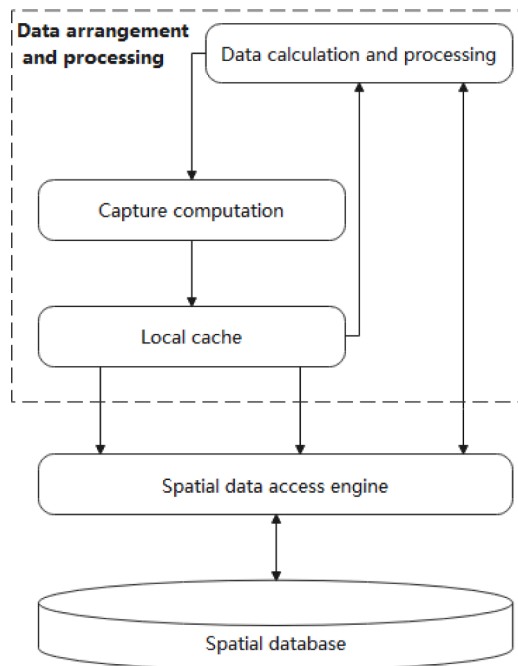 Data arrangement
and processing
Data calculation and processing
Capture computation
Local cache
Spatial data access engine
Spatial database